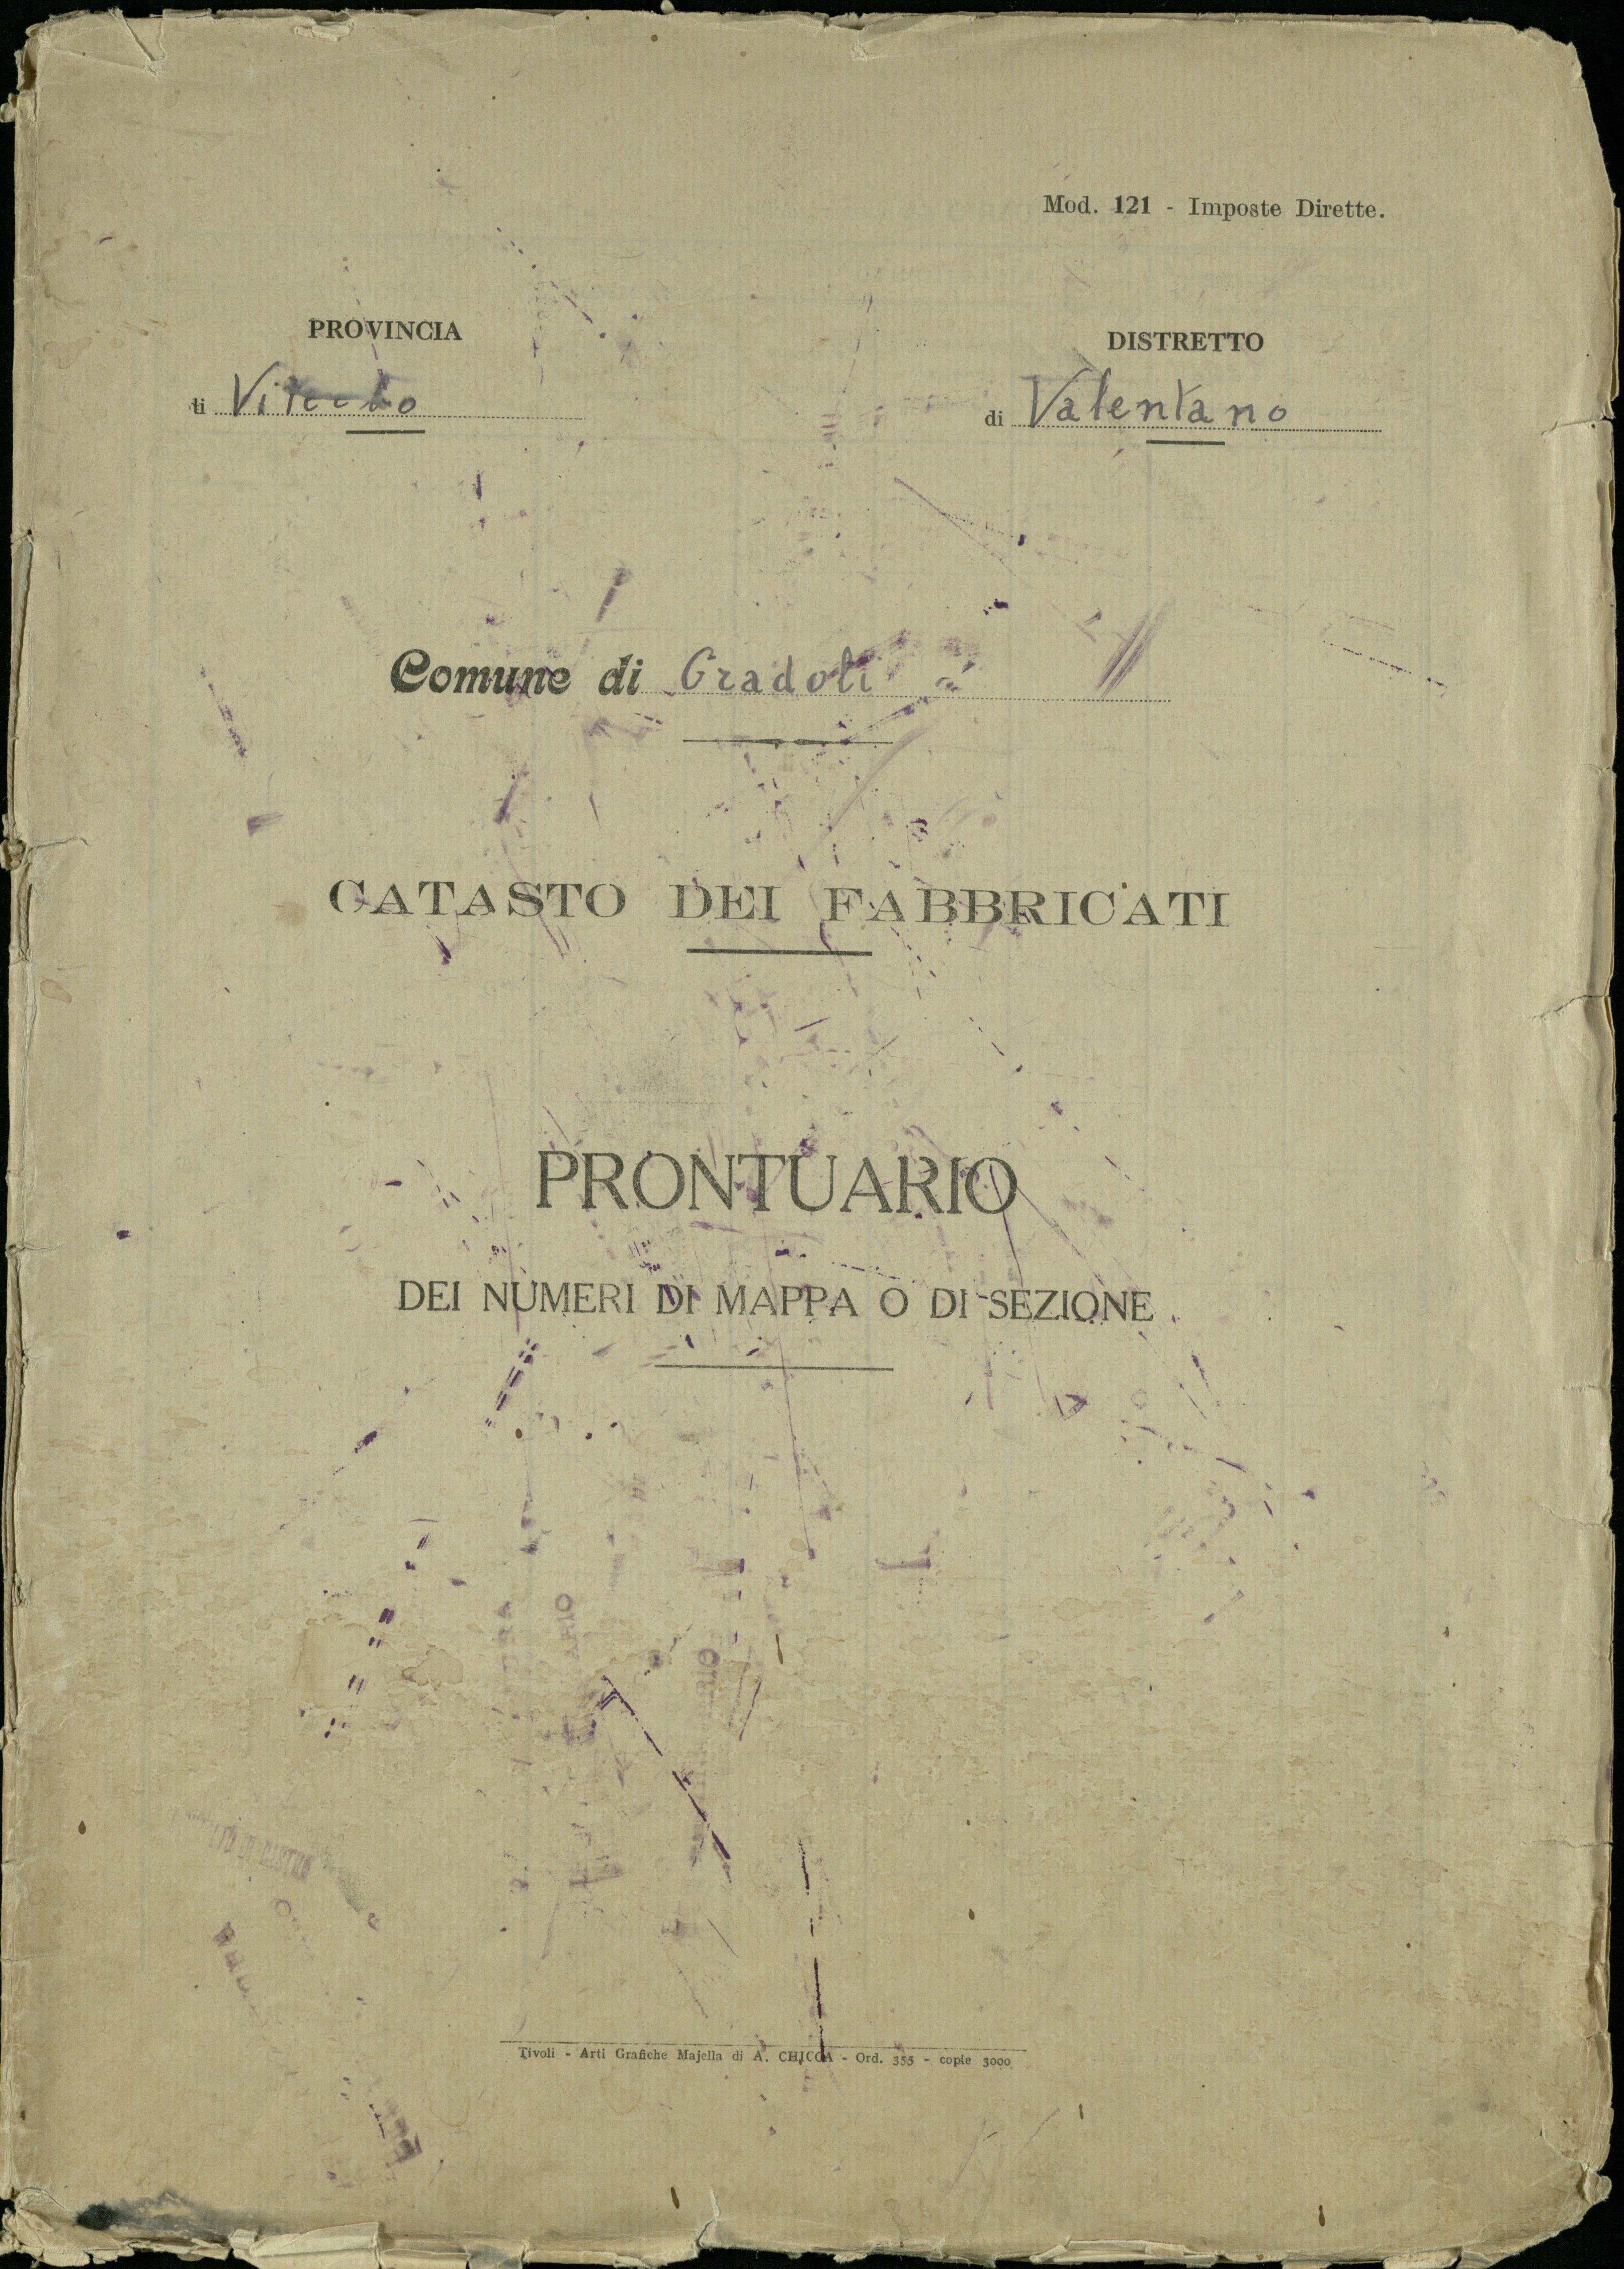 Mod. 121 - Imposte Dirette.
PROVINCIA
di Viterbo
DISTRETTO
di Valentano
Comune di Gradoli
CATASTO DEI FABBRICATI
PRONTUARIO
DEI NUMERI DI MAPPA O DI SEZIONE
Tivoli - Arti Grafiche Majella di A. CHICCA - Ord. 355 - copie 3000